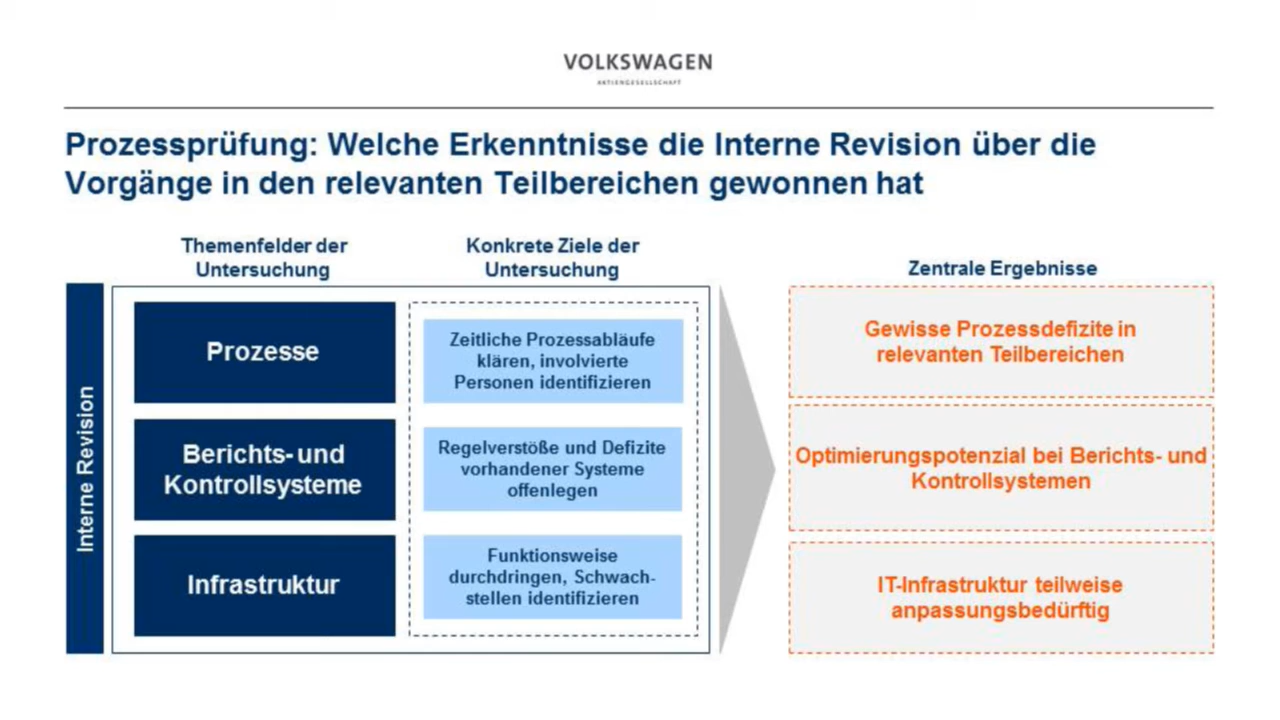 VOLKSWAGEN
AKTIENGESELLSCHAFT
Prozessprüfung: Welche Erkenntnisse die Interne Revision über die
Vorgänge in den relevanten Teilbereichen gewonnen hat
Themenfelder der
Untersuchung
Konkrete Ziele der
Untersuchung
Zentrale Ergebnisse
Interne Revision
Prozesse
Zeitliche Prozessabläufe
klären, involvierte
Personen identifizieren
Gewisse Prozessdefizite in
relevanten Teilbereichen
Berichts- und
Kontrollsysteme
Regelverstöße und Defizite
vorhandener Systeme
offenlegen
Optimierungspotenzial bei Berichts- und
Kontrollsystemen
Infrastruktur
Funktionsweise
durchdringen, Schwach-
stellen identifizieren
IT-Infrastruktur teilweise
anpassungsbedürftig